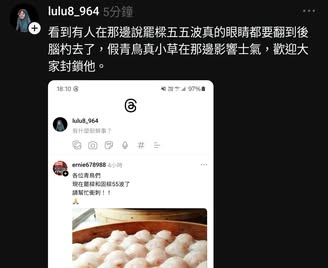 lulu8_964 5分鐘
看到有人在那邊說罷樑五五波真的眼睛都要翻到後
腦杓去了，假青鳥真小草在那邊影響士氣，歡迎大
家封鎖他。
18:10
97%
lulu8_964
有什麼新鮮事？
ernie678988 4小時
各位青鳥們
現在罷樑和固樑55波了
請幫忙衝刺！！